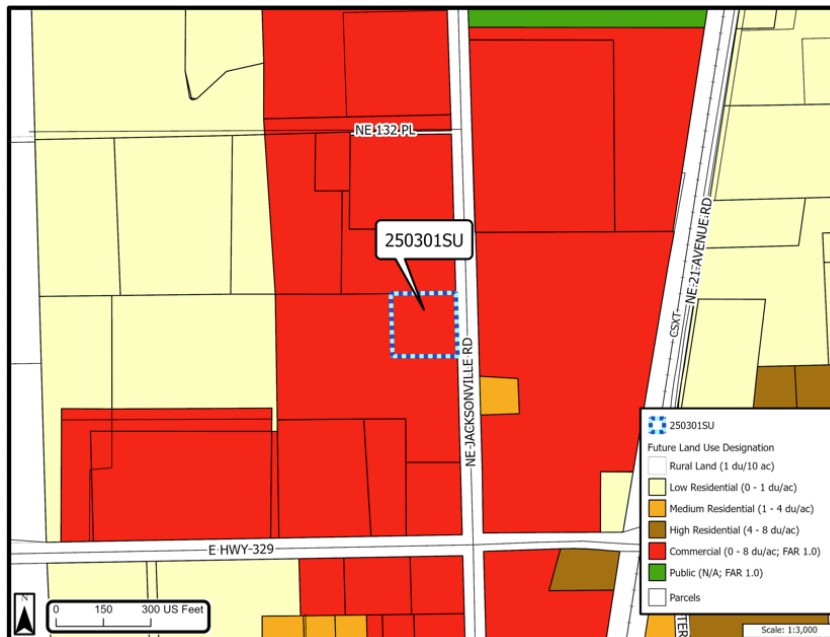 NE 132 PL
250301SU
NE JACKSONVILLE RD
NE 21 AVENUE RD
CSXT
E HWY 329
N
0 150 300 US Feet
250301SU
Future Land Use Designation
Rural Land (1 du/10 ac)
Low Residential (0 - 1 du/ac)
Medium Residential (1 - 4 du/ac)
High Residential (4 - 8 du/ac)
Commercial (0 - 8 du/ac; FAR 1.0)
Public (N/A; FAR 1.0)
Parcels
Scale: 1:3,000